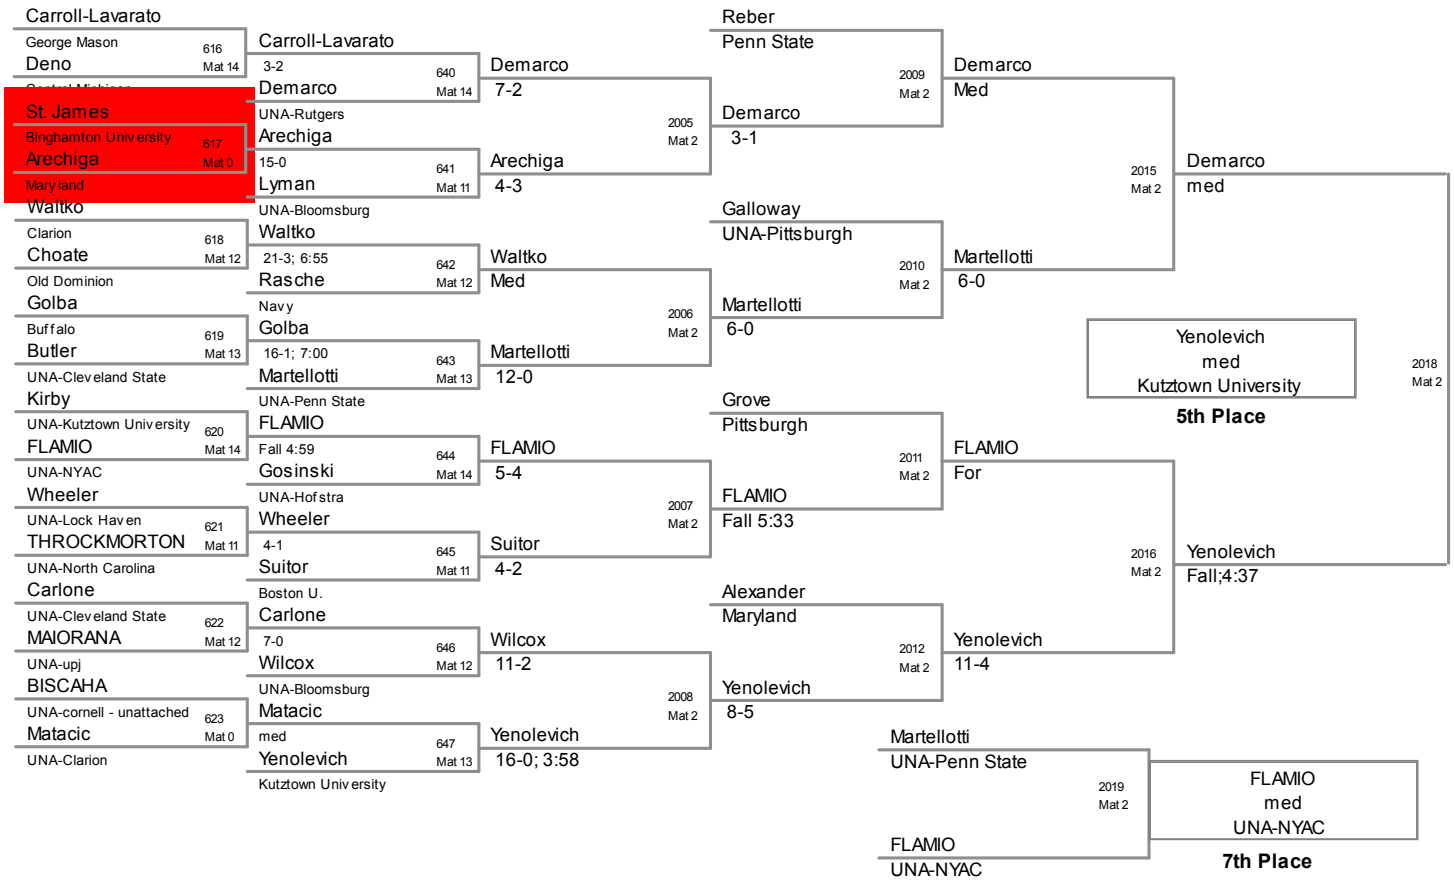 Carroll-Lavarato
George Mason
616
Deno
Mat 14
Central Michigan
St. James
Binghamton University
617
Arechiga
Mat 0
Maryland
Waltko
Clarion
618
Choate
Mat 12
Old Dominion
Golba
Buffalo
619
Butler
Mat 13
UNA-Cleveland State
Kirby
UNA-Kutztown University
620
FLAMIO
Mat 14
UNA-NYAC
Wheeler
UNA-Lock Haven
621
THROCKMORTON
Mat 11
UNA-North Carolina
Carlone
UNA-Cleveland State
622
MAIORANA
Mat 12
UNA-upj
BISCAHA
UNA-cornell - unattached
623
Matacic
Mat 0
UNA-Clarion
Carroll-Lavarato
3-2
640
Demarco
Mat 14
UNA-Rutgers
Arechiga
15-0
641
Lyman
Mat 11
UNA-Bloomsburg
Waltko
21-3; 6:55
642
Rasche
Mat 12
Navy
Golba
16-1; 7:00
643
Martellotti
Mat 13
UNA-Penn State
FLAMIO
Fall 4:59
644
Gosinski
Mat 14
UNA-Hofstra
Wheeler
4-1
645
Suitor
Mat 11
Boston U.
Carlone
7-0
646
Wilcox
Mat 12
UNA-Bloomsburg
Matacic
med
647
Yenolevich
Mat 13
Kutztown University
Demarco
7-2
2005
Mat 2
Arechiga
4-3
Waltko
Med
2006
Mat 2
Martellotti
12-0
FLAMIO
5-4
2007
Mat 2
Suitor
4-2
Wilcox
11-2
2008
Mat 2
Yenolevich
16-0; 3:58
Reber
Penn State
2009
Mat 2
Demarco
3-1
Galloway
UNA-Pittsburgh
2010
Mat 2
Martellotti
6-0
Grove
Pittsburgh
2011
Mat 2
FLAMIO
Fall 5:33
Alexander
Maryland
2012
Mat 2
Yenolevich
8-5
Demarco
Med
2015
Mat 2
Martellotti
6-0
FLAMIO
For
2016
Mat 2
Yenolevich
11-4
Demarco
med
2018
Mat 2
Yenolevich
Fall;4:37
Yenolevich
med
Kutztown University
5th Place
Martellotti
UNA-Penn State
2019
Mat 2
FLAMIO
UNA-NYAC
FLAMIO
med
UNA-NYAC
7th Place